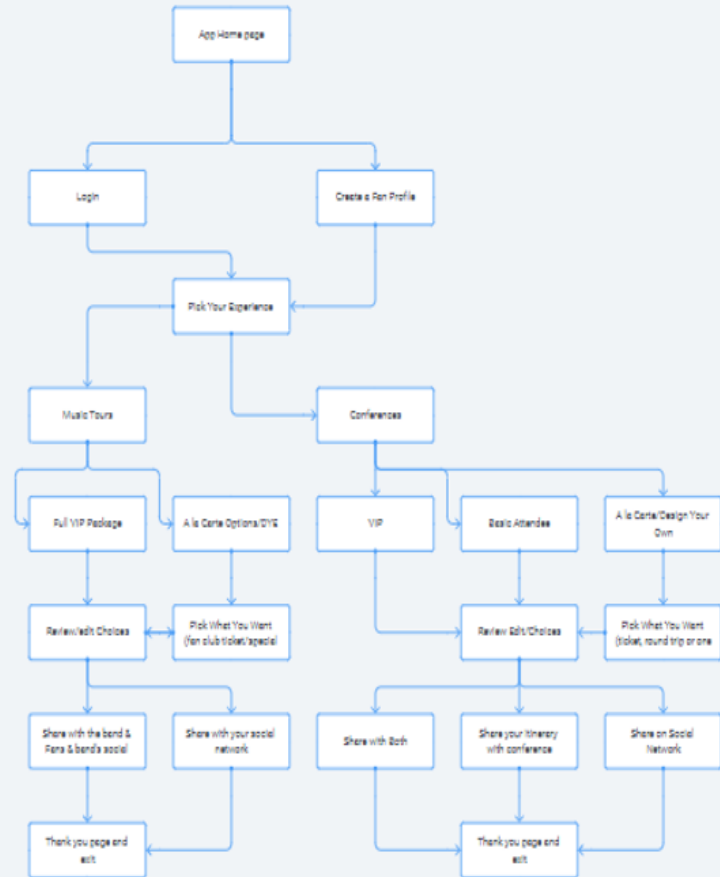 App Home page
Login
Create a Fan Profile
Pick Your Experience
Music Tours
Conferences
Full VIP Package
A la Carte Options/DYE
VIP
Basic Attendee
A la Carte/Design Your
Own
Review/edit Choices
Pick What You Want
(fan club ticket/special
Review Edit/Choices
Pick What You Want
(ticket, round trip or one
Share with the band &
Fans & band's social
Share with your social
network
Share with Both
Share your itinerary
with conference
Share on Social
Network
Thank you page and
exit
Thank you page and
exit